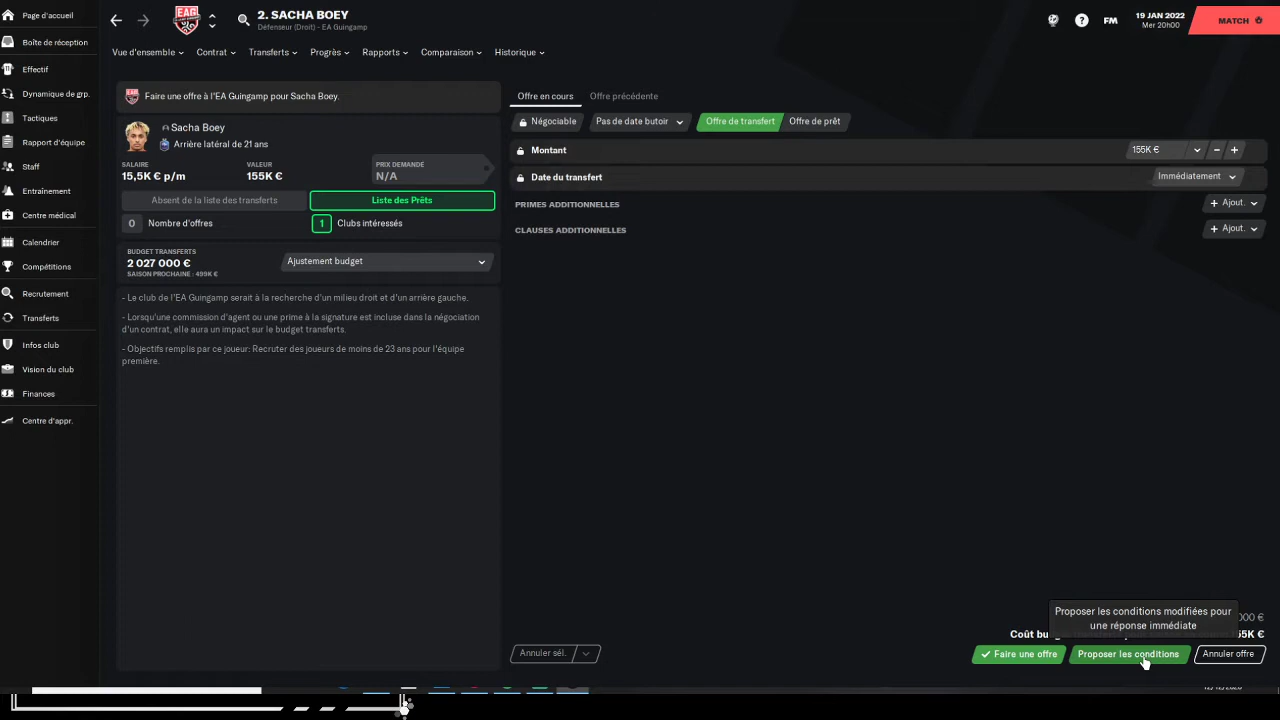 Page d'accueil
Boîte de réception
Effectif
Dynamique de grp.
Tactiques
Rapport d'équipe
Staff
Entraînement
Centre médical
Calendrier
Compétitions
Recrutement
Transferts
Infos club
Vision du club
Finances
Centre d'appr.
EAG
2. SACHA BOEY
Défenseur (Droit) - EA Guingamp
FM
19 JAN 2022
Mer 20h00
MATCH
Vue d'ensemble
Contrat
Transferts
Progrès
Rapports
Comparaison
Historique
Faire une offre à l'EA Guingamp pour Sacha Boey.
Sacha Boey
Arrière latéral de 21 ans
SALAIRE
15,5K € p/m
VALEUR
155K €
PRIX DEMANDÉ
N/A
Absent de la liste des transferts
Liste des Prêts
0 Nombre d'offres
1 Clubs intéressés
BUDGET TRANSFERTS
2 027 000 €
SAISON PROCHAINE : 499K €
Ajustement budget
- Le club de l'EA Guingamp serait à la recherche d'un milieu droit et d'un arrière gauche.
- Lorsqu'une commission d'agent ou une prime à la signature est incluse dans la négociation
d'un contrat, elle aura un impact sur le budget transferts.
- Objectifs remplis par ce joueur: Recruter des joueurs de moins de 23 ans pour l'équipe
première.
Offre en cours
Offre précédente
Négociable
Pas de date butoir
Offre de transfert
Offre de prêt
Montant
155K €
Date du transfert
Immédiatement
PRIMES ADDITIONNELLES
Ajout.
CLAUSES ADDITIONNELLES
Ajout.
Proposer les conditions modifiées pour
une réponse immédiate
000 €
Coût
Annuler sél.
Faire une offre
Proposer les conditions
Annuler offre